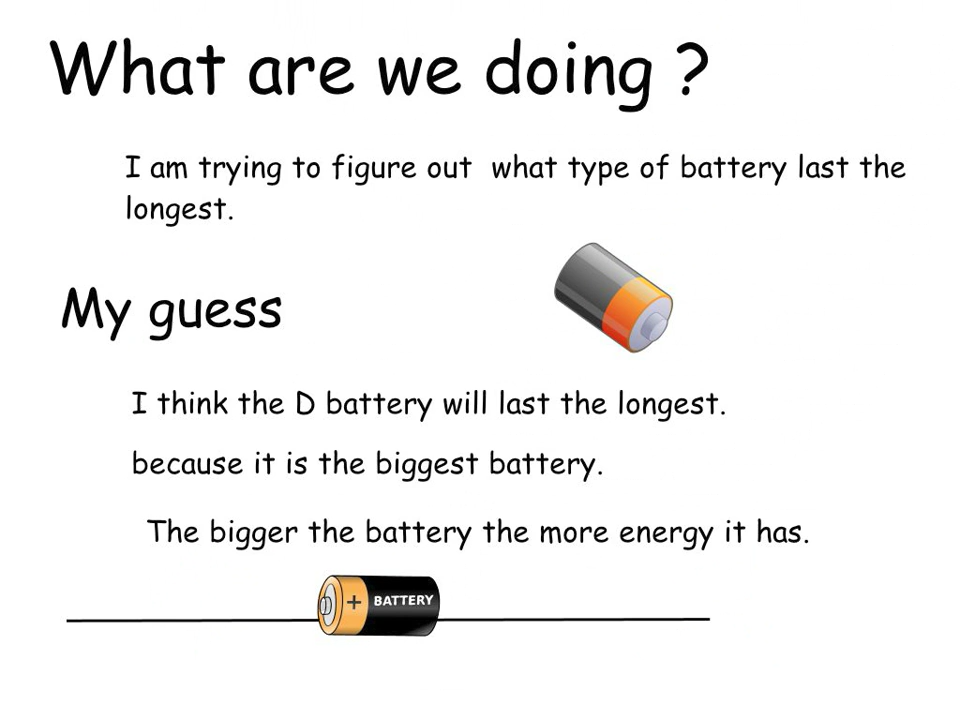 What are we doing ?
I am trying to figure out what type of battery last the
longest.
My guess
I think the D battery will last the longest.
because it is the biggest battery.
The bigger the battery the more energy it has.
+ BATTERY